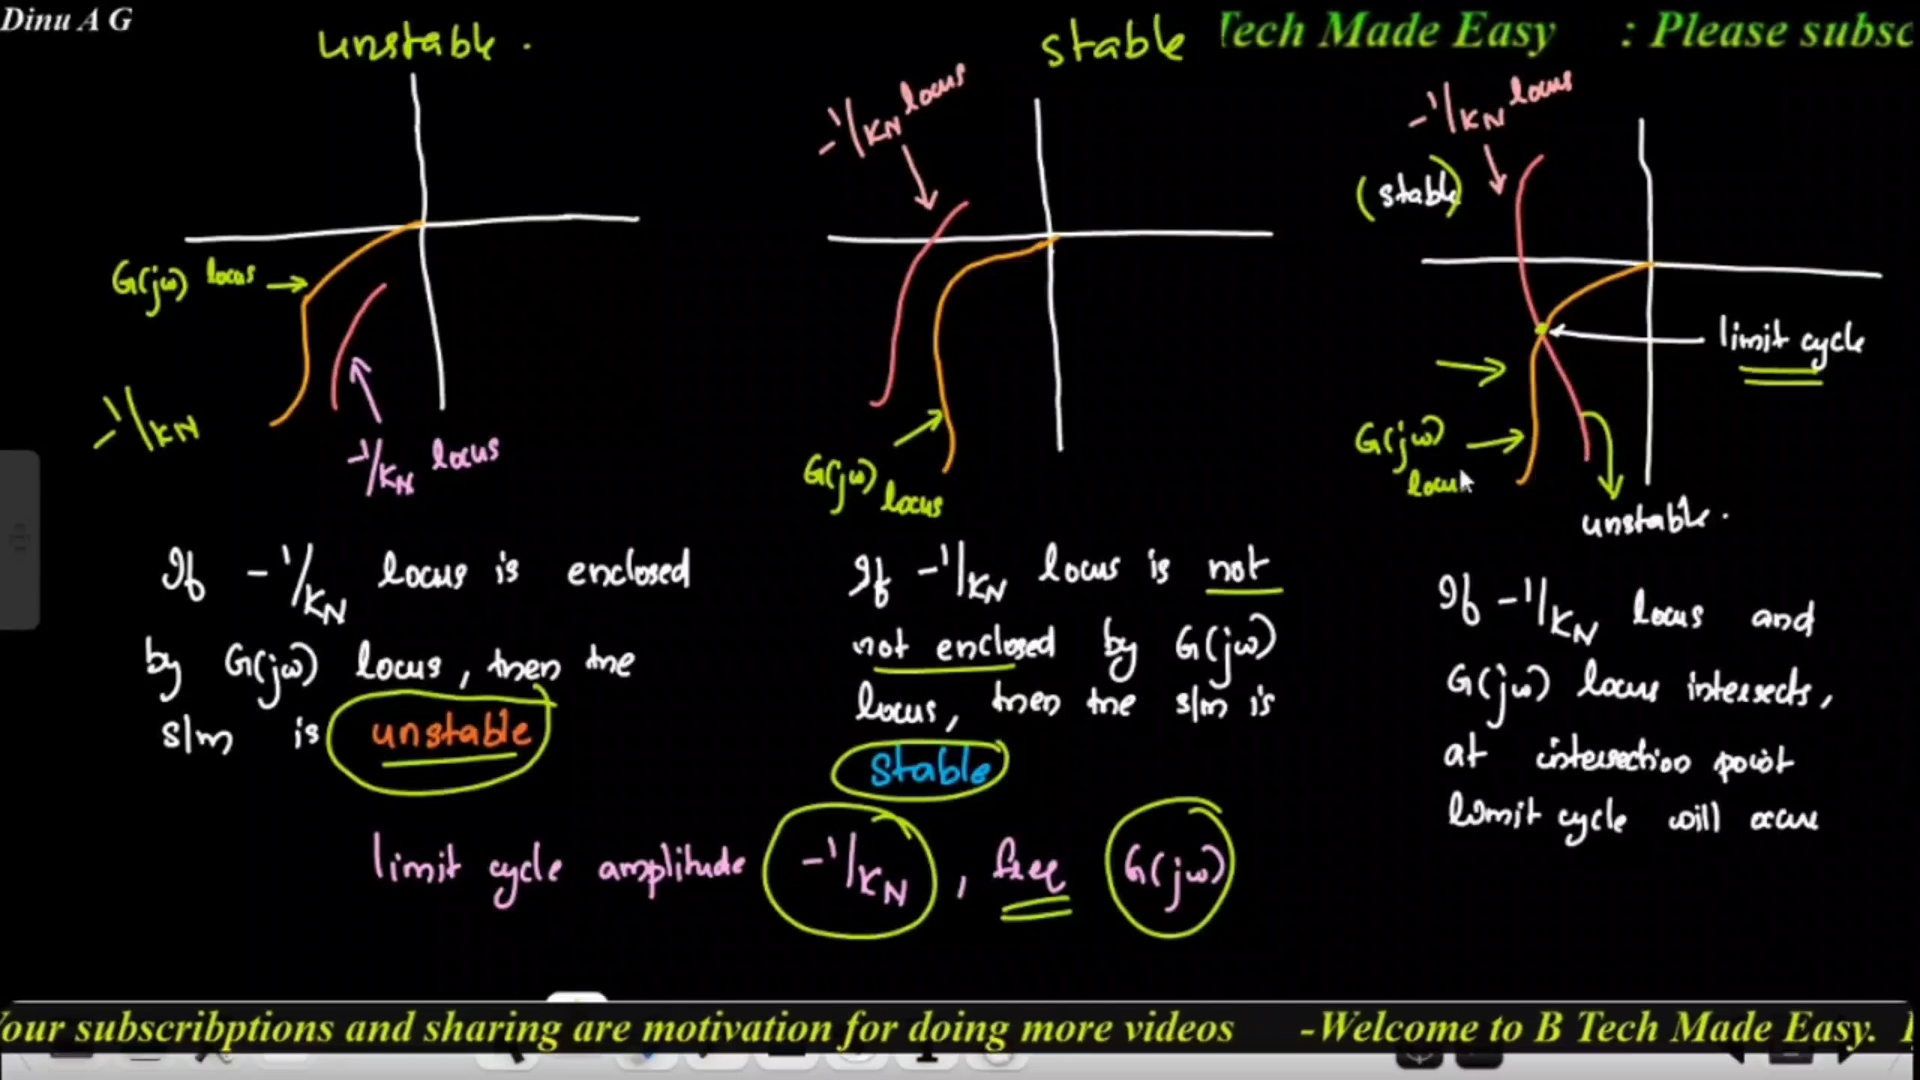 Dinu A G
Tech Made Easy : Please subsc
unstable.
G(jω) locus
-1/KN
-1/KN locus
If -1/KN locus is enclosed
by G(jω) locus, then the
s/m is unstable
stable
-1/KN locus
G(jω) locus
If -1/KN locus is not
not enclosed by G(jω)
locus, then the s/m is
stable
-1/KN locus
(stable)
limit cycle
G(jω)
locus
unstable.
If -1/KN locus and
G(jω) locus intersects,
at intersection point
limit cycle will occur
limit cycle amplitude -1/KN, freq G(jω)
Your subscribptions and sharing are motivation for doing more videos -Welcome to B Tech Made Easy.